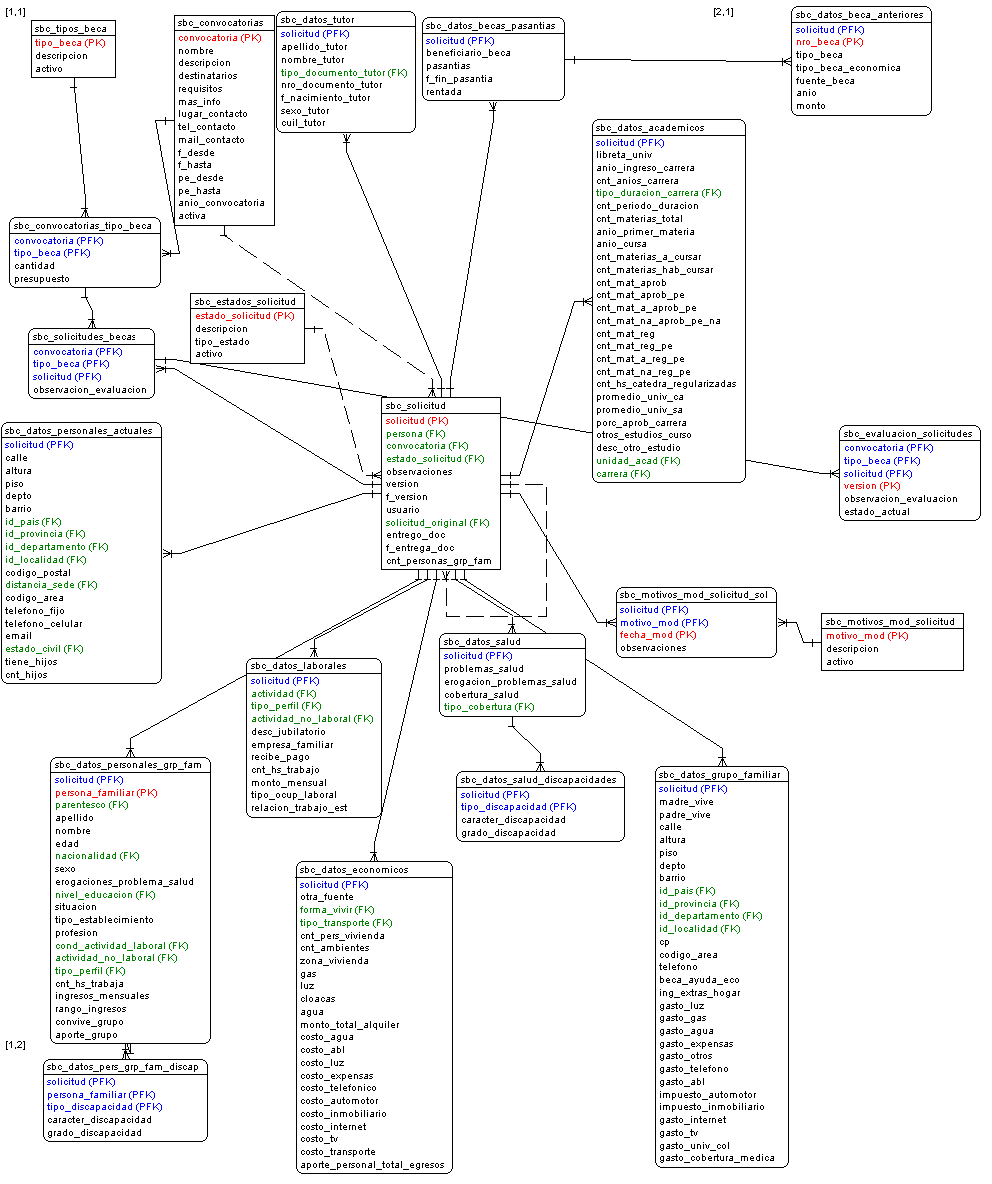 [1,1]
sbc_tipos_beca
tipo_beca (PK)
descripcion
activo
sbc_convocatorias
convocatoria (PK)
nombre
descripcion
destinatarios
requisitos
mas_info
lugar_contacto
tel_contacto
mail_contacto
f_desde
f_hasta
pe_desde
pe_hasta
anio_convocatoria
activa
sbc_datos_tutor
solicitud (PFK)
apellido_tutor
nombre_tutor
tipo_documento_tutor (FK)
nro_documento_tutor
f_nacimiento_tutor
sexo_tutor
cuil_tutor
sbc_datos_becas_pasantias
solicitud (PFK)
beneficiario_beca
pasantias
f_fin_pasantia
rentada
[2,1]
sbc_datos_beca_anteriores
solicitud (PFK)
nro_beca (PK)
tipo_beca
tipo_beca_economica
fuente_beca
anio
monto
sbc_datos_academicos
solicitud (PFK)
libreta_univ
anio_ingreso_carrera
cnt_anios_carrera
tipo_duracion_carrera (FK)
cnt_periodo_duracion
cnt_materias_total
anio_primer_materia
anio_cursa
cnt_materias_a_cursar
cnt_materias_hab_cursar
cnt_mat_aprob
cnt_mat_aprob_pe
cnt_mat_a_aprob_pe
cnt_mat_na_aprob_pe_na
cnt_mat_reg
cnt_mat_reg_pe
cnt_mat_a_reg_pe
cnt_mat_na_reg_pe
cnt_hs_catedra_regularizadas
promedio_univ_ca
promedio_univ_sa
porc_aprob_carrera
otros_estudios_curso
desc_otro_estudio
unidad_acad (FK)
carrera (FK)
sbc_convocatorias_tipo_beca
convocatoria (PFK)
tipo_beca (PFK)
cantidad
presupuesto
sbc_estados_solicitud
estado_solicitud (PK)
descripcion
tipo_estado
activo
sbc_solicitudes_becas
convocatoria (PFK)
tipo_beca (PFK)
solicitud (PFK)
observacion_evaluacion
sbc_solicitud
solicitud (PK)
persona (FK)
convocatoria (FK)
estado_solicitud (FK)
observaciones
version
f_version
usuario
solicitud_original (FK)
entrego_doc
f_entrega_doc
cnt_personas_grp_fam
sbc_datos_personales_actuales
solicitud (PFK)
calle
altura
piso
depto
barrio
id_pais (FK)
id_provincia (FK)
id_departamento (FK)
id_localidad (FK)
codigo_postal
distancia_sede (FK)
codigo_area
telefono_fijo
telefono_celular
email
estado_civil (FK)
tiene_hijos
cnt_hijos
sbc_evaluacion_solicitudes
convocatoria (PFK)
tipo_beca (PFK)
solicitud (PFK)
version (PK)
observacion_evaluacion
estado_actual
sbc_motivos_mod_solicitud_sol
solicitud (PFK)
motivo_mod (PFK)
fecha_mod (PK)
observaciones
sbc_motivos_mod_solicitud
motivo_mod (PK)
descripcion
activo
sbc_datos_salud
solicitud (PFK)
problemas_salud
erogacion_problemas_salud
cobertura_salud
tipo_cobertura (FK)
sbc_datos_laborales
solicitud (PFK)
actividad (FK)
tipo_perfil (FK)
actividad_no_laboral (FK)
desc_jubilatorio
empresa_familiar
recibe_pago
cnt_hs_trabajo
monto_mensual
tipo_ocup_laboral
relacion_trabajo_est
sbc_datos_personales_grp_fam
solicitud (PFK)
persona_familiar (PK)
parentesco (FK)
apellido
nombre
edad
nacionalidad (FK)
sexo
erogaciones_problema_salud
nivel_educacion (FK)
situacion
tipo_establecimiento
profesion
cond_actividad_laboral (FK)
actividad_no_laboral (FK)
tipo_perfil (FK)
cnt_hs_trabaja
ingresos_mensuales
rango_ingresos
convive_grupo
aporte_grupo
sbc_datos_salud_discapacidades
solicitud (PFK)
tipo_discapacidad (PFK)
caracter_discapacidad
grado_discapacidad
sbc_datos_grupo_familiar
solicitud (PFK)
madre_vive
padre_vive
calle
altura
piso
depto
barrio
id_pais (FK)
id_provincia (FK)
id_departamento (FK)
id_localidad (FK)
cp
codigo_area
telefono
beca_ayuda_eco
ing_extras_hogar
gasto_luz
gasto_gas
gasto_agua
gasto_expensas
gasto_otros
gasto_telefono
gasto_abl
impuesto_automotor
impuesto_inmobiliario
gasto_internet
gasto_tv
gasto_univ_col
gasto_cobertura_medica
sbc_datos_economicos
solicitud (PFK)
otra_fuente
forma_vivir (FK)
tipo_transporte (FK)
cnt_pers_vivienda
cnt_ambientes
zona_vivienda
gas
luz
cloacas
agua
monto_total_alquiler
costo_agua
costo_abl
costo_luz
costo_expensas
costo_telefonico
costo_automotor
costo_inmobiliario
costo_internet
costo_tv
costo_transporte
aporte_personal_total_egresos
[1,2]
sbc_datos_pers_grp_fam_discap
solicitud (PFK)
persona_familiar (PFK)
tipo_discapacidad (PFK)
caracter_discapacidad
grado_discapacidad